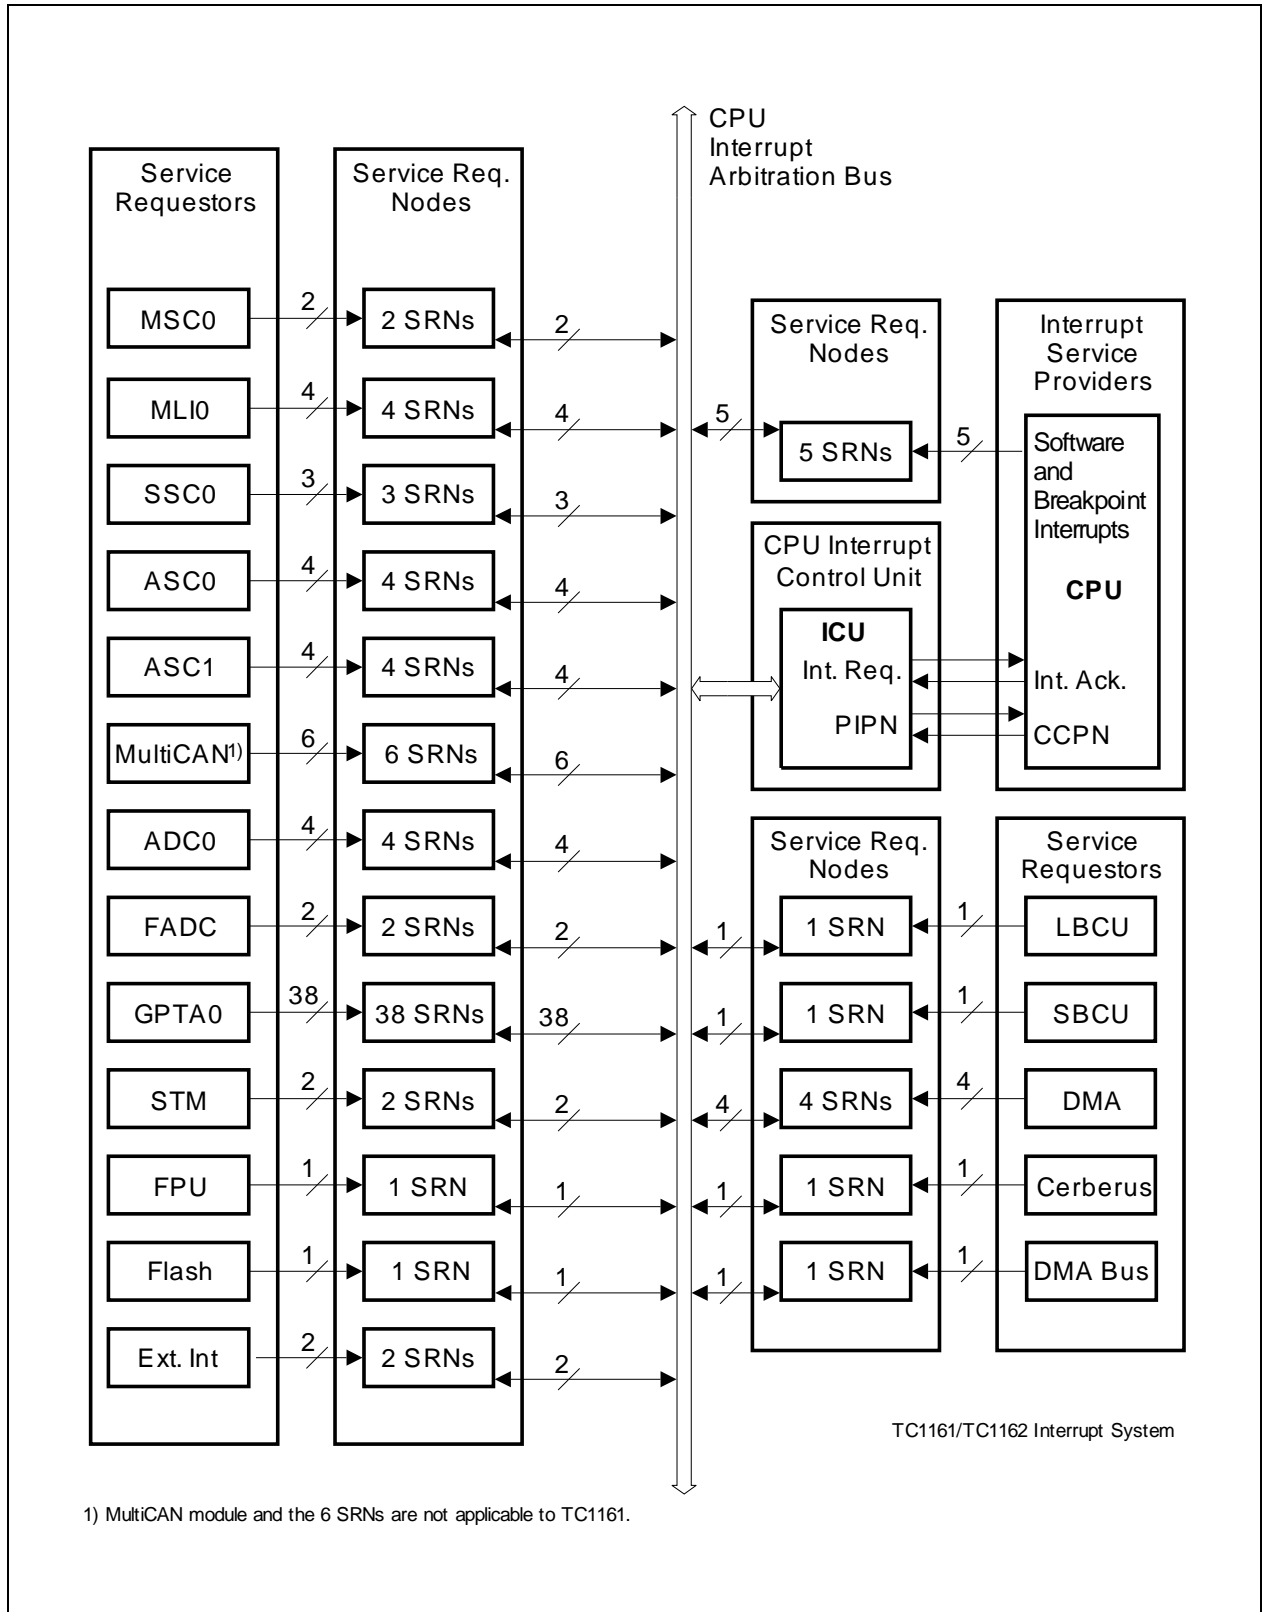 CPU
Interrupt
Arbitration Bus
Service
Requestors
Service Req.
Nodes
MSC0
2
2 SRNs
2
MLI0
4
4 SRNs
4
SSC0
3
3 SRNs
3
ASC0
4
4 SRNs
4
ASC1
4
4 SRNs
4
MultiCAN1)
6
6 SRNs
6
ADC0
4
4 SRNs
4
FADC
2
2 SRNs
2
GPTA0
38
38 SRNs
38
STM
2
2 SRNs
2
FPU
1
1 SRN
1
Flash
1
1 SRN
1
Ext. Int
2
2 SRNs
2
Service Req.
Nodes
5
5 SRNs
5
Interrupt
Service
Providers
Software
and
Breakpoint
Interrupts
CPU
Int. Ack.
CCPN
CPU Interrupt
Control Unit
ICU
Int. Req.
PIPN
Service Req.
Nodes
Service
Requestors
1
1 SRN
1
LBCU
1
1 SRN
1
SBCU
4
4 SRNs
4
DMA
1
1 SRN
1
Cerberus
1
1 SRN
1
DMA Bus
TC1161/TC1162 Interrupt System
1) MultiCAN module and the 6 SRNs are not applicable to TC1161.